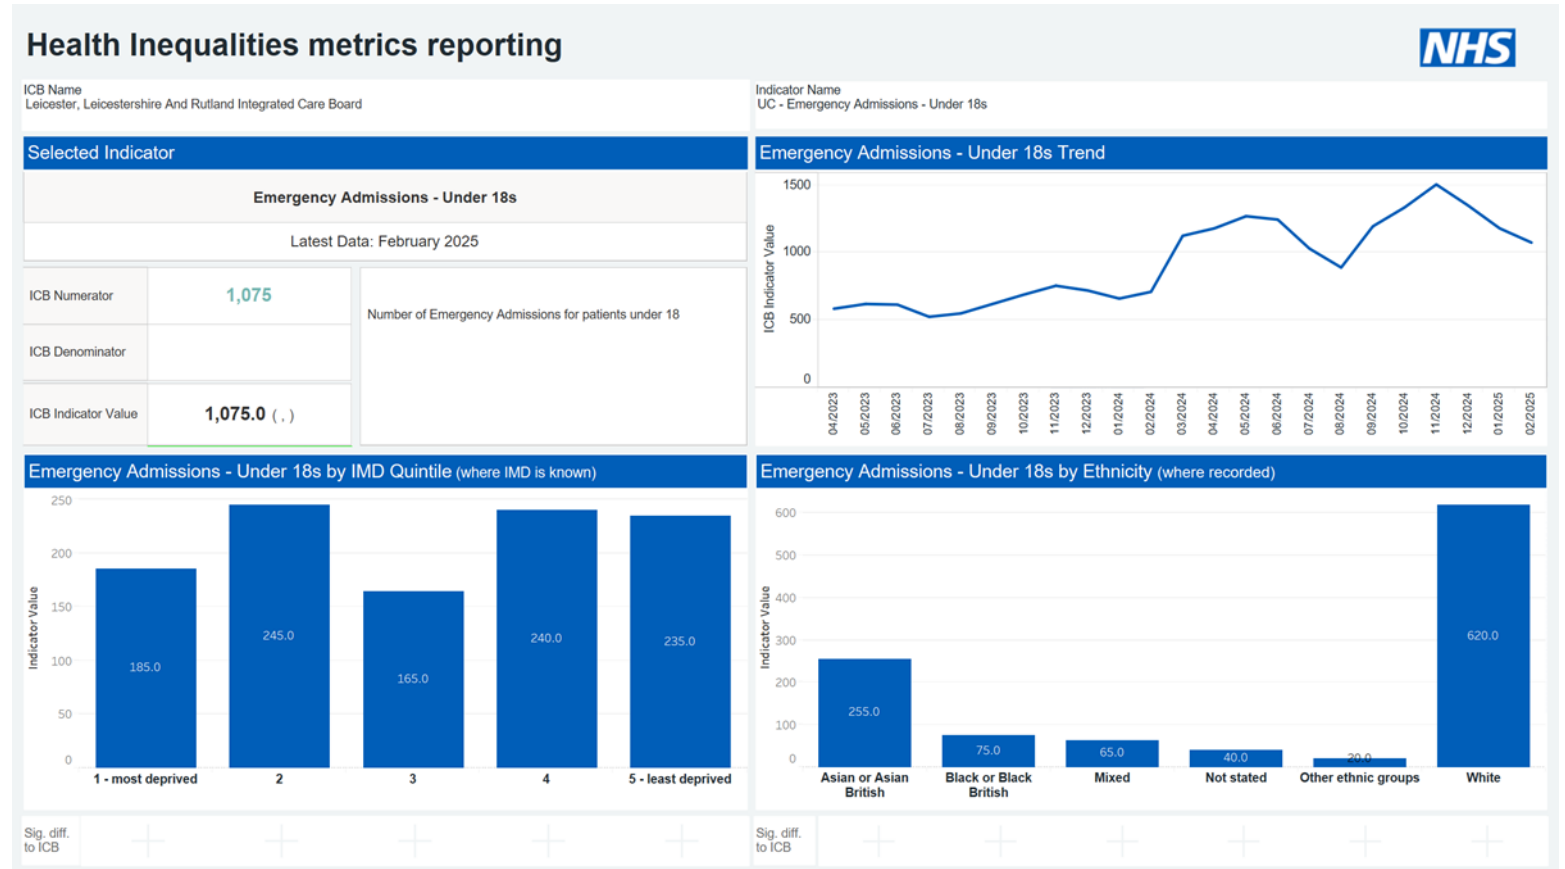 Health Inequalities metrics reporting
NHS
ICB Name
Leicester, Leicestershire And Rutland Integrated Care Board
Indicator Name
UC - Emergency Admissions - Under 18s
Selected Indicator
Emergency Admissions - Under 18s
Latest Data: February 2025
ICB Numerator
1,075
ICB Denominator
ICB Indicator Value
1,075.0 ( , )
Number of Emergency Admissions for patients under 18
Emergency Admissions - Under 18s Trend
ICB Indicator Value
1500
1000
500
0
04/2023
05/2023
06/2023
07/2023
08/2023
09/2023
10/2023
11/2023
12/2023
01/2024
02/2024
03/2024
04/2024
05/2024
06/2024
07/2024
08/2024
09/2024
10/2024
11/2024
12/2024
01/2025
02/2025
Emergency Admissions - Under 18s by IMD Quintile (where IMD is known)
Indicator Value
250
200
150
100
50
0
185.0
245.0
165.0
240.0
235.0
1 - most deprived
2
3
4
5 - least deprived
Sig. diff.
to ICB
Emergency Admissions - Under 18s by Ethnicity (where recorded)
Indicator Value
600
500
400
300
200
100
0
255.0
75.0
65.0
40.0
20.0
620.0
Asian or Asian
British
Black or Black
British
Mixed
Not stated
Other ethnic groups
White
Sig. diff.
to ICB